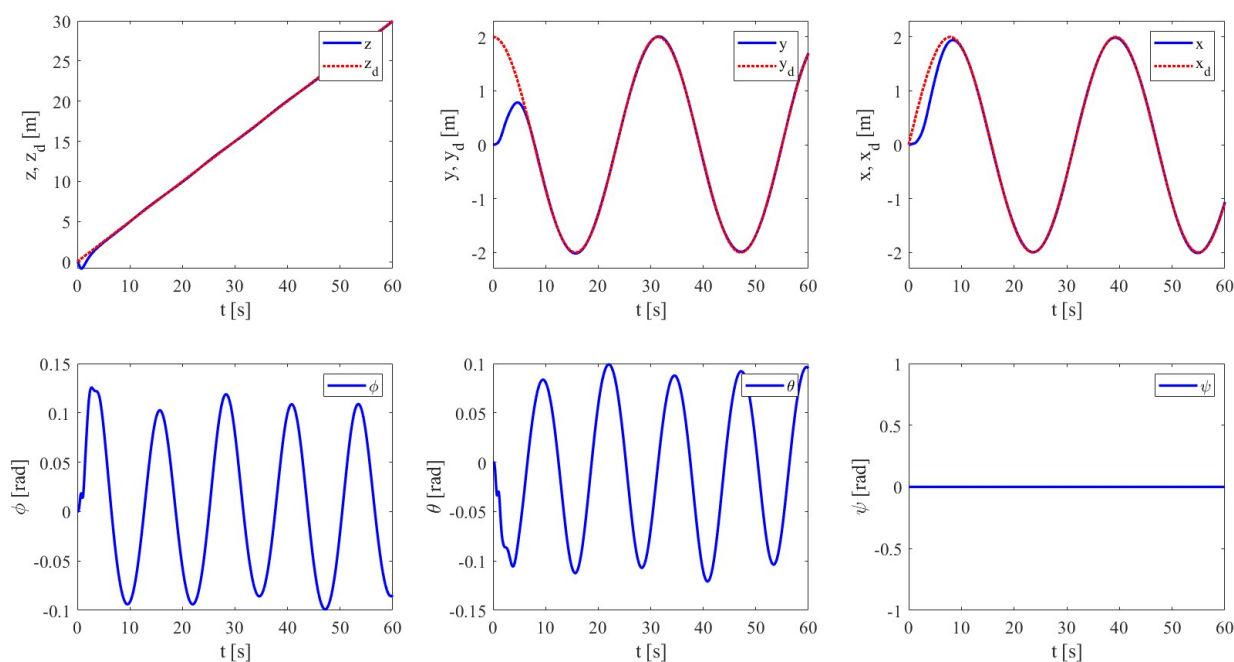 30
25
20
15
10
5
0
z, z_d [m]
z
z_d
0 10 20 30 40 50 60
t [s]
2
1
0
-1
-2
y, y_d [m]
y
y_d
0 10 20 30 40 50 60
t [s]
2
1
0
-1
-2
x, x_d [m]
x
x_d
0 10 20 30 40 50 60
t [s]
0.15
0.1
0.05
0
-0.05
-0.1
ϕ [rad]
ϕ
0 10 20 30 40 50 60
t [s]
0.1
0.05
0
-0.05
-0.1
-0.15
θ [rad]
θ
0 10 20 30 40 50 60
t [s]
1
0.5
0
-0.5
-1
ψ [rad]
ψ
0 10 20 30 40 50 60
t [s]